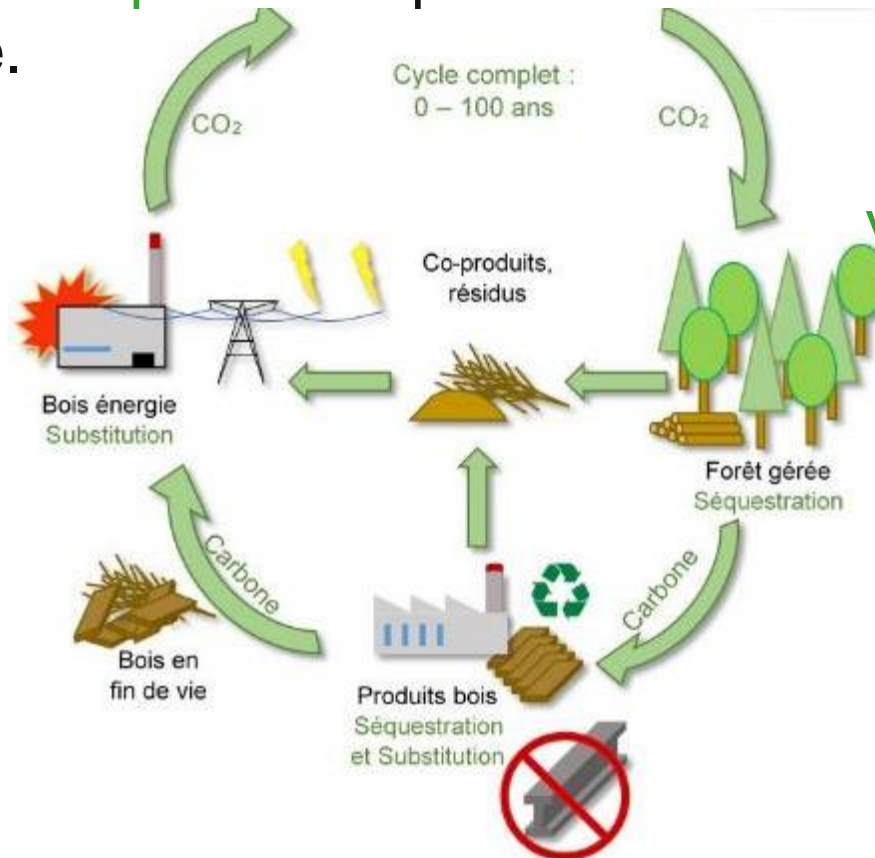 e.
Cycle complet :
0 – 100 ans
CO₂
CO₂
Co-produits,
résidus
Bois énergie
Substitution
Forêt gérée
Séquestration
Carbone
Carbone
Bois en
fin de vie
Produits bois
Séquestration
et Substitution